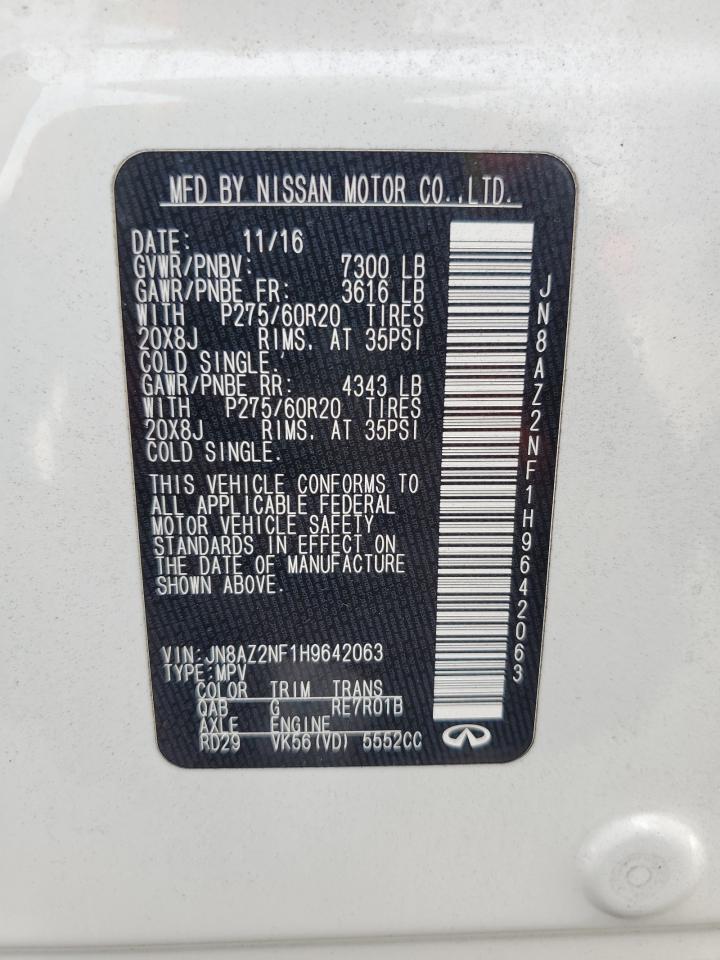 MFD BY NISSAN MOTOR CO.,LTD.
DATE: 11/16
GVWR/PNBV: 7300 LB
GAWR/PNBE FR: 3616 LB
WITH P275/60R20 TIRES
20X8J RIMS. AT 35PSI
COLD SINGLE.
GAWR/PNBE RR: 4343 LB
WITH P275/60R20 TIRES
20X8J RIMS. AT 35PSI
COLD SINGLE.
THIS VEHICLE CONFORMS TO
ALL APPLICABLE FEDERAL
MOTOR VEHICLE SAFETY
STANDARDS IN EFFECT ON
THE DATE OF MANUFACTURE
SHOWN ABOVE.
VIN:JN8AZ2NF1H9642063
TYPE:MPV
COLOR TRIM TRANS
QAB G RE7R01B
AXLE ENGINE
RD29 VK56(VD) 5552CC
JN8AZ2NF1H9642063